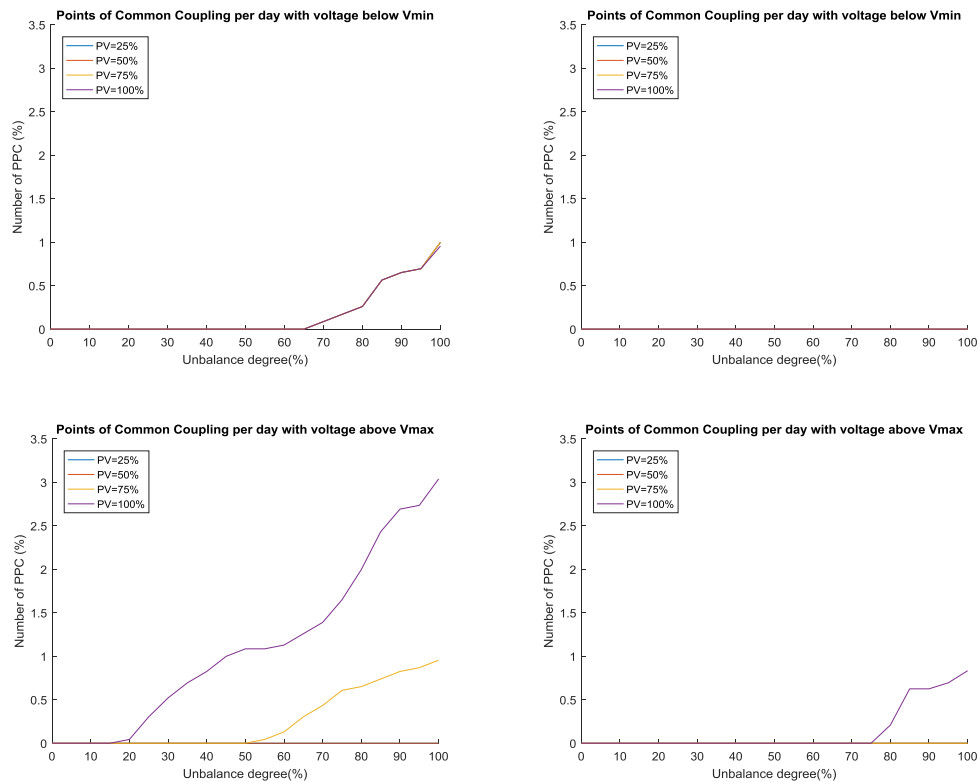 Points of Common Coupling per day with voltage below Vmin
3.5
3
2.5
2
1.5
1
0.5
0
Number of PPC (%)
PV=25%
PV=50%
PV=75%
PV=100%
0 10 20 30 40 50 60 70 80 90 100
Unbalance degree(%)
Points of Common Coupling per day with voltage below Vmin
3.5
3
2.5
2
1.5
1
0.5
0
Number of PPC (%)
PV=25%
PV=50%
PV=75%
PV=100%
0 10 20 30 40 50 60 70 80 90 100
Unbalance degree(%)
Points of Common Coupling per day with voltage above Vmax
3.5
3
2.5
2
1.5
1
0.5
0
Number of PPC (%)
PV=25%
PV=50%
PV=75%
PV=100%
0 10 20 30 40 50 60 70 80 90 100
Unbalance degree(%)
Points of Common Coupling per day with voltage above Vmax
3.5
3
2.5
2
1.5
1
0.5
0
Number of PPC (%)
PV=25%
PV=50%
PV=75%
PV=100%
0 10 20 30 40 50 60 70 80 90 100
Unbalance degree(%)